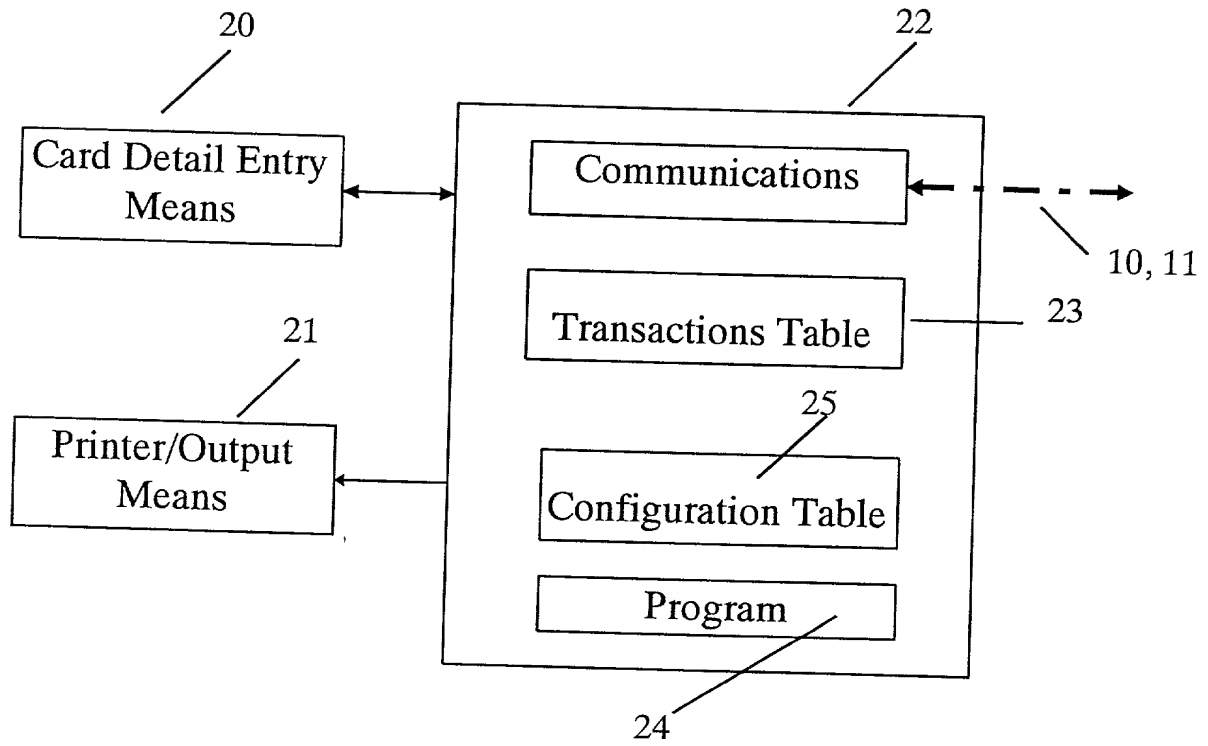 20
22
Card Detail Entry
Means
Communications
10, 11
Transactions Table
23
21
25
Printer/Output
Means
Configuration Table
Program
24